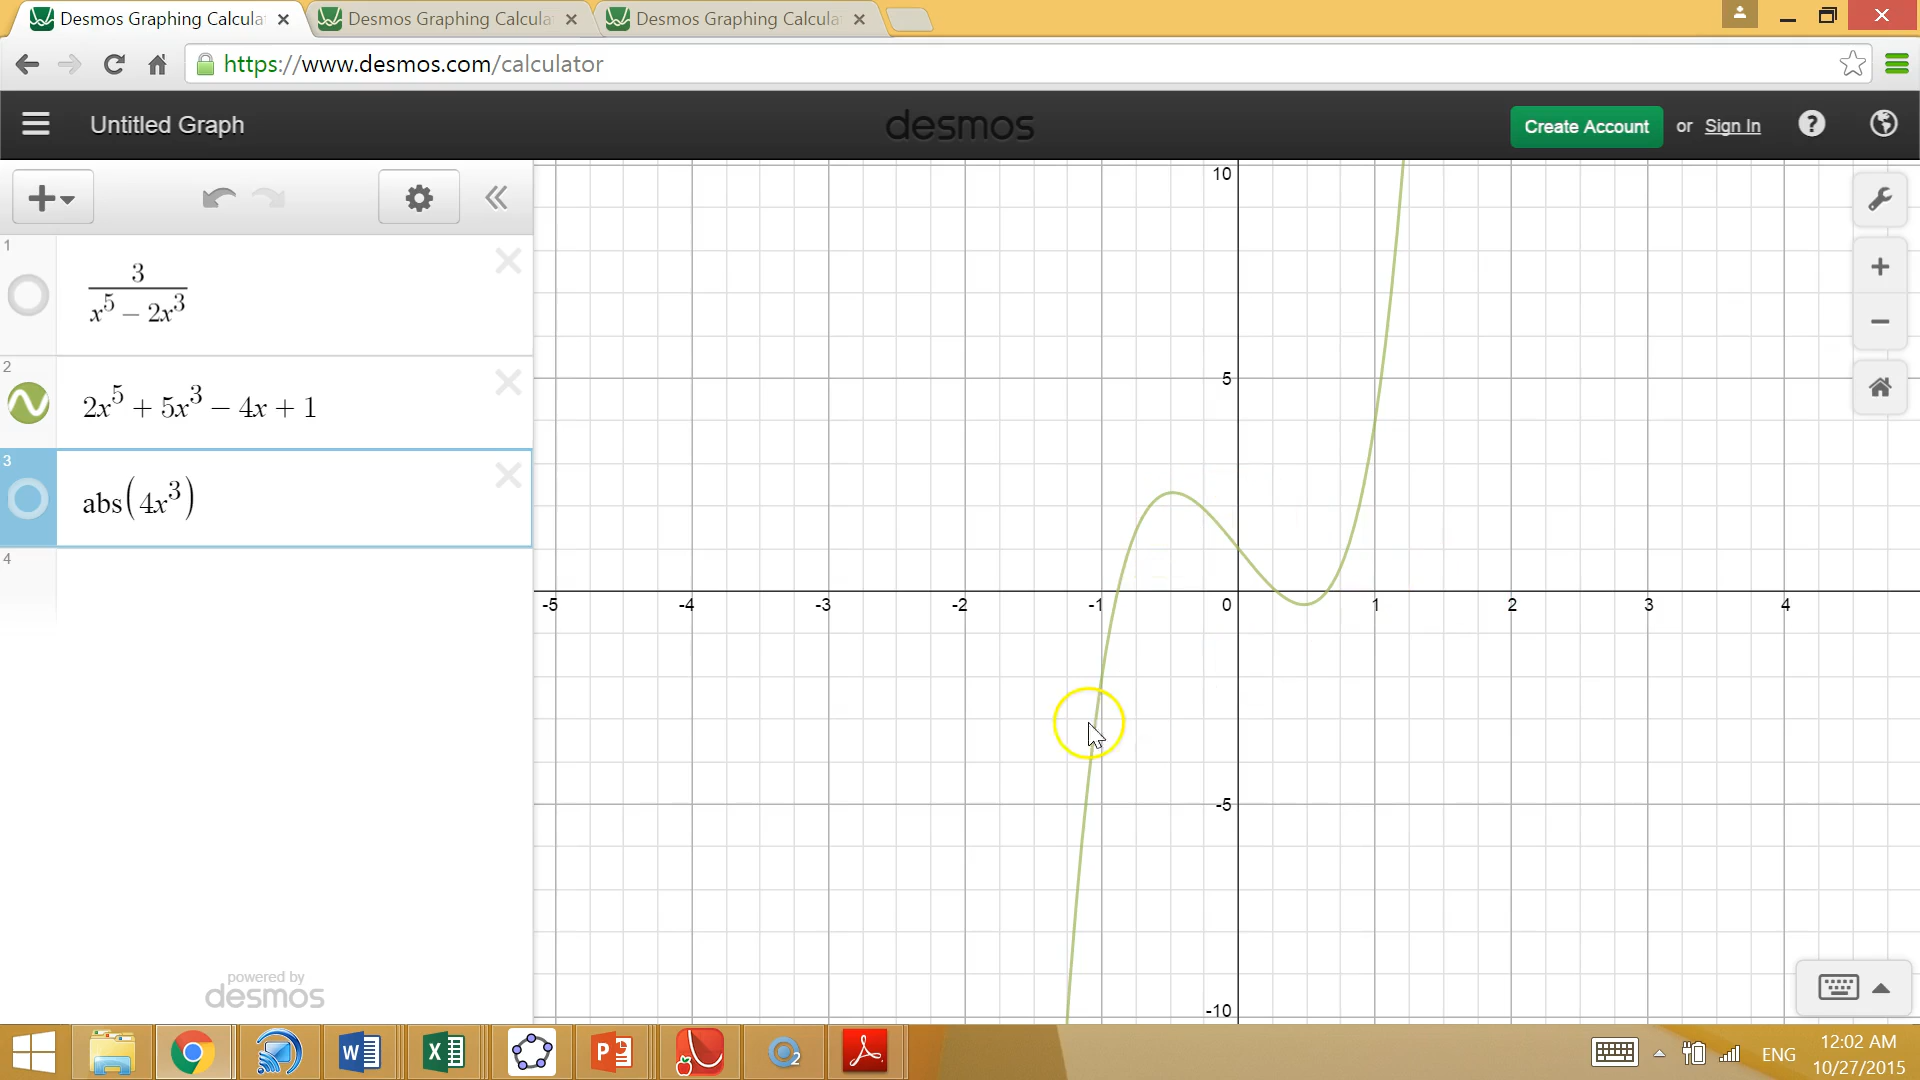 Desmos Graphing Calcula
Desmos Graphing Calcula
Desmos Graphing Calcula
https://www.desmos.com/calculator
Untitled Graph
desmos
Create Account or Sign In
?
1
3
x^5 − 2x^3
2
2x^5 + 5x^3 − 4x + 1
3
abs(4x^3)
4
powered by
desmos
10
5
-5 -4 -3 -2 -1 0 1 2 3 4
-5
-10
ENG
12:02 AM
10/27/2015